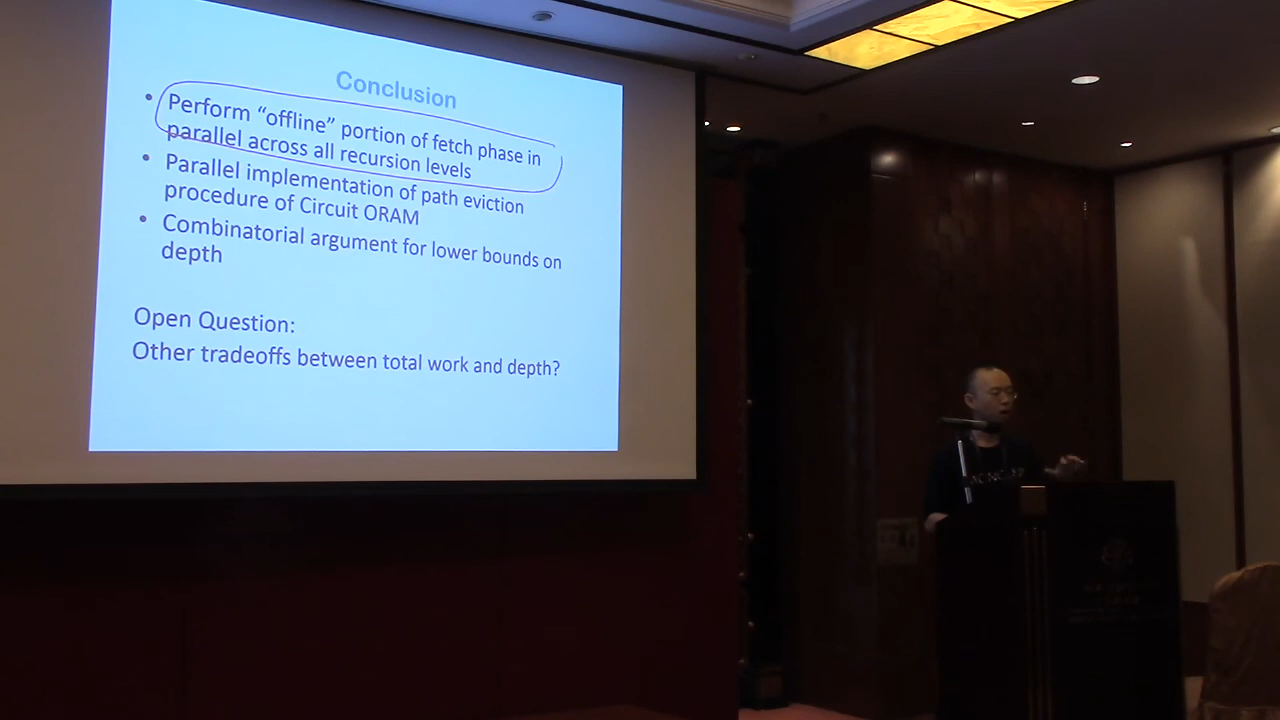 Conclusion
• Perform “offline” portion of fetch phase in
parallel across all recursion levels
• Parallel implementation of path eviction
procedure of Circuit ORAM
• Combinatorial argument for lower bounds on
depth
Open Question:
Other tradeoffs between total work and depth?